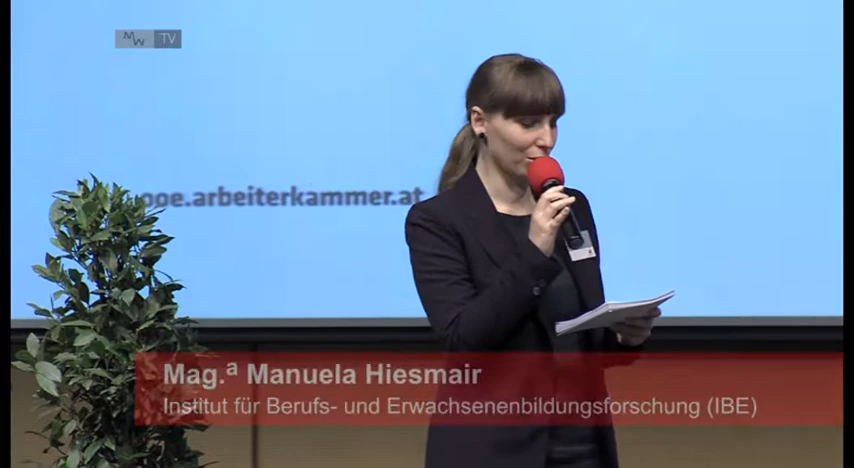 MW TV
ooe.arbeiterkammer.at
Mag.ª Manuela Hiesmair
Institut für Berufs- und Erwachsenenbildungsforschung (IBE)